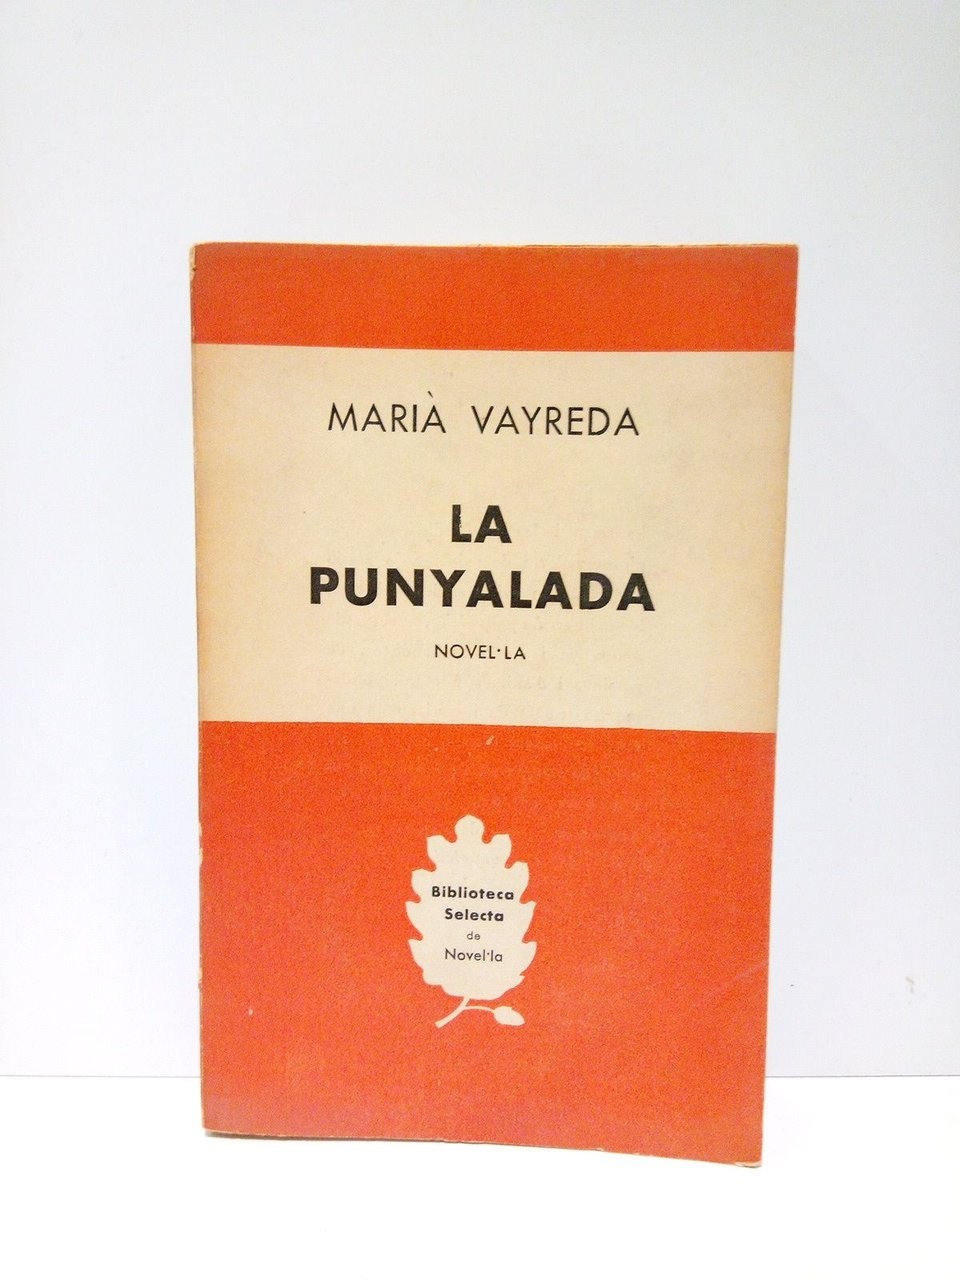 MARIÀ VAYREDA
LA
PUNYALADA
NOVEL·LA
Biblioteca
Selecta
de
Novel·la